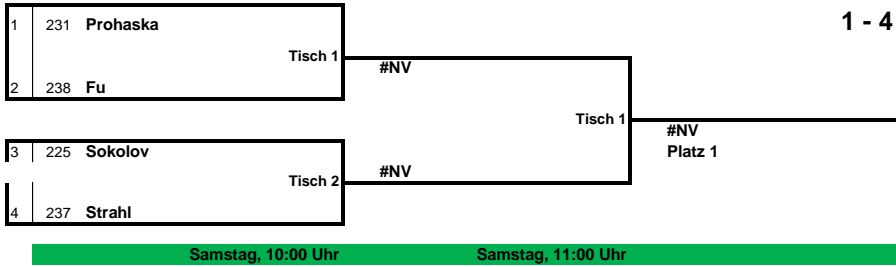 1 - 4
1 231 Prohaska
Tisch 1
#NV
2 238 Fu
Tisch 1
#NV
Platz 1
3 225 Sokolov
#NV
Tisch 2
4 237 Strahl
Samstag, 10:00 Uhr Samstag, 11:00 Uhr